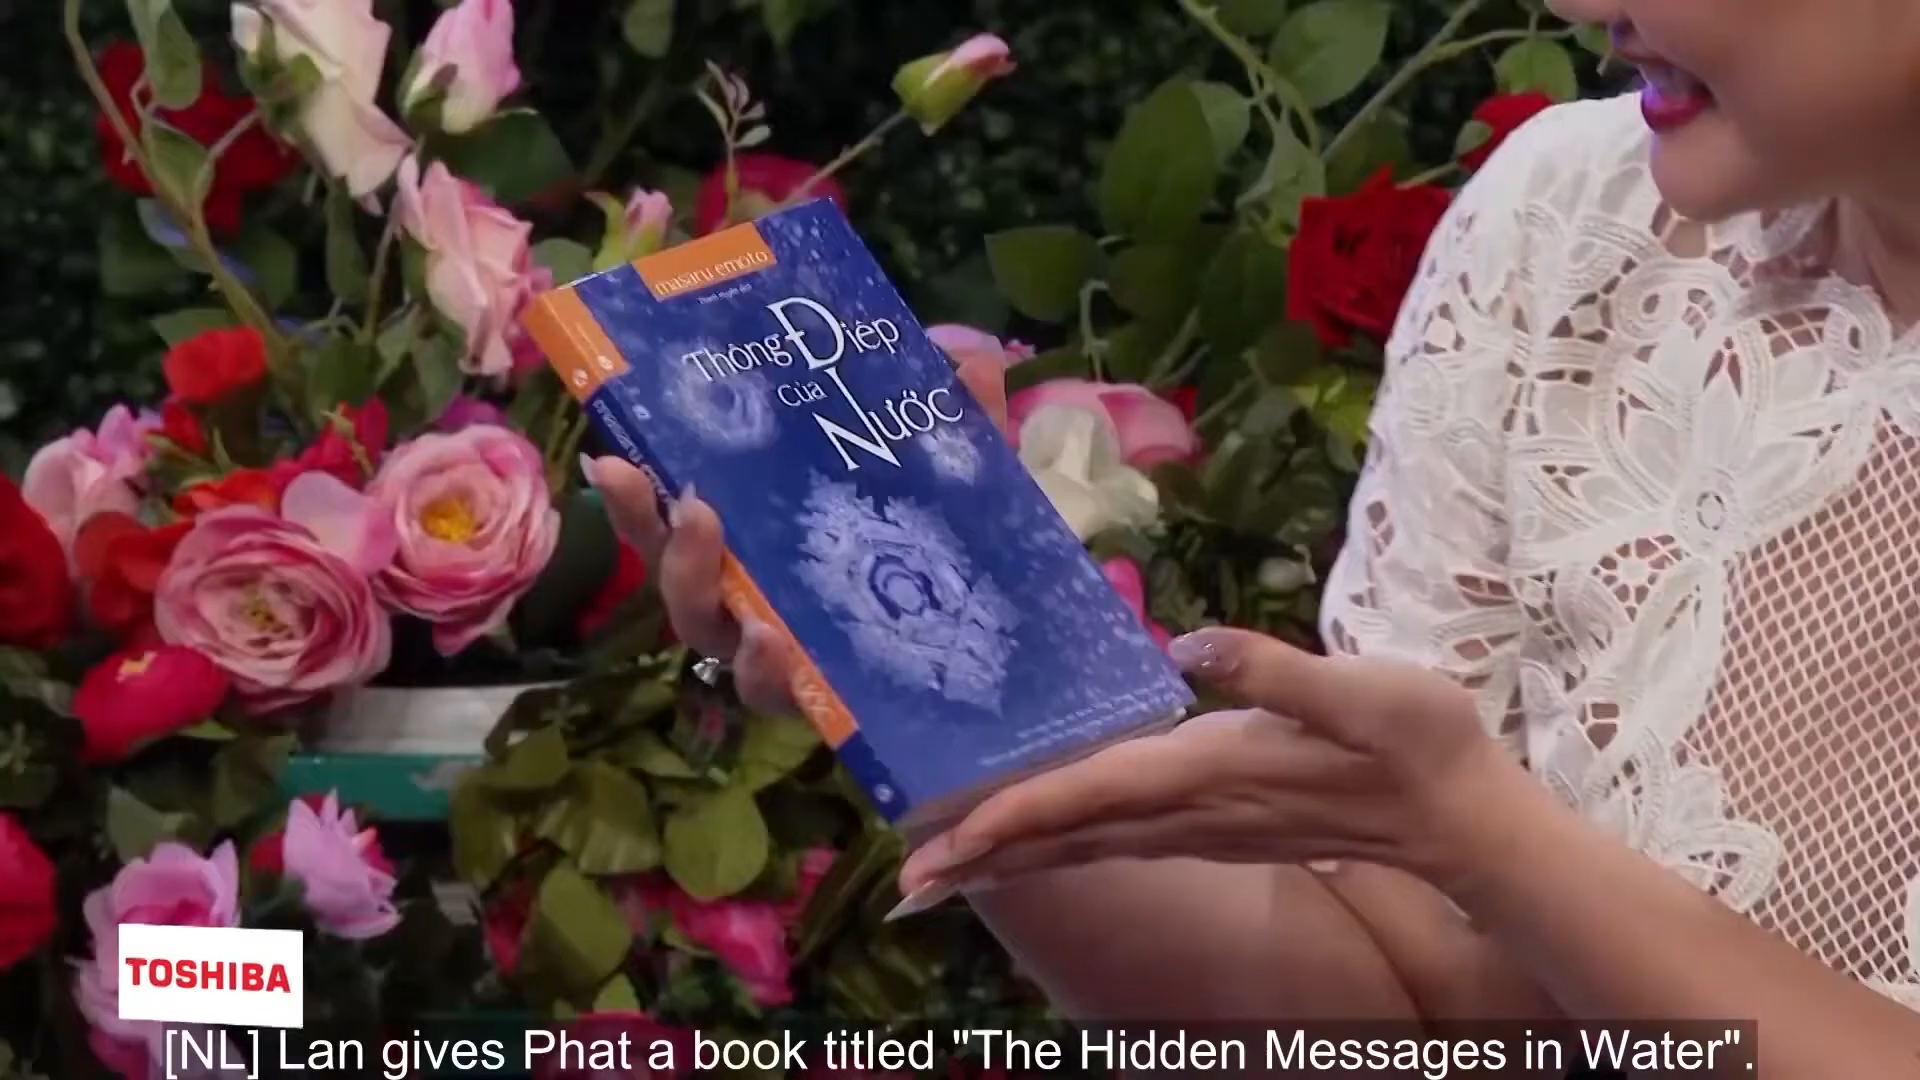 masaru emoto
Thông Điệp
Của
Nước
TOSHIBA
[NL] Lan gives Phat a book titled "The Hidden Messages in Water".